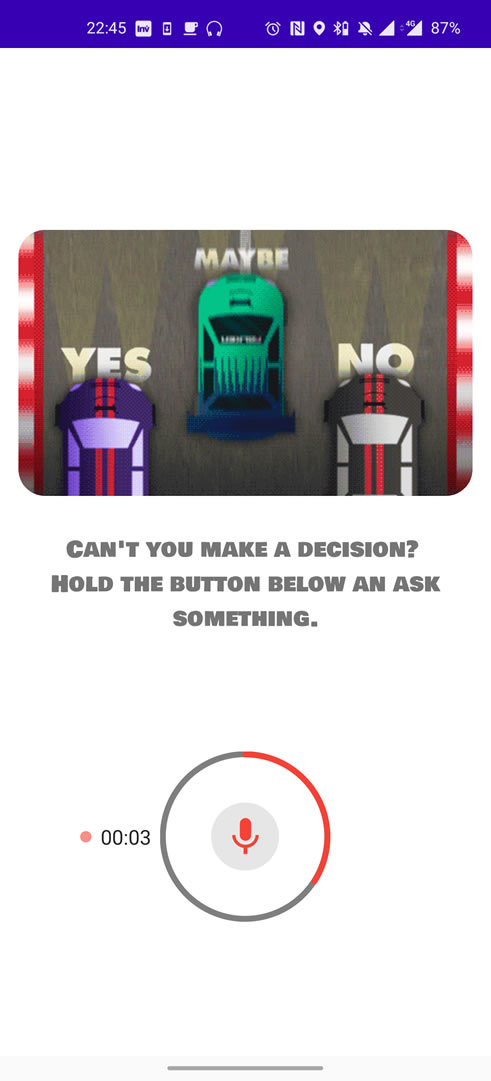 22:45 inv 4G 87%
MAYBE
YES NO
CAN'T YOU MAKE A DECISION?
HOLD THE BUTTON BELOW AN ASK
SOMETHING.
00:03